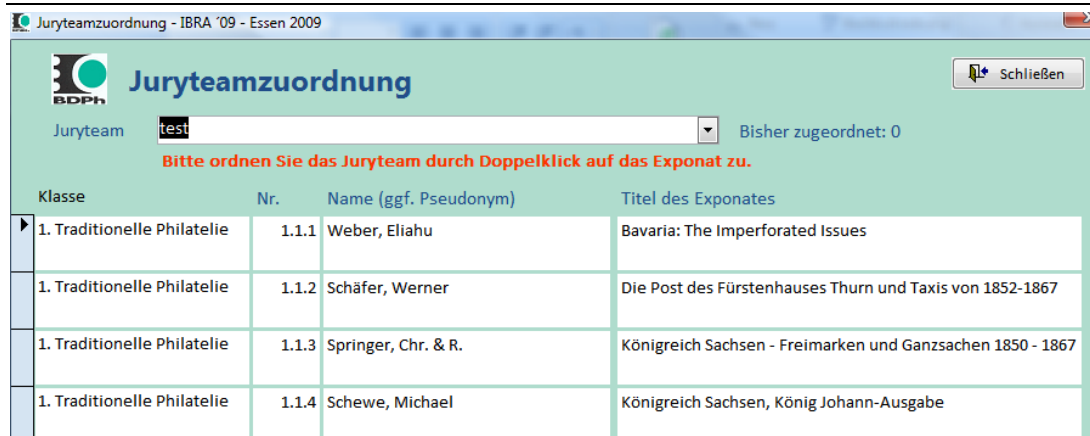 Juryteamzuordnung - IBRA ´09 - Essen 2009
BDPh
Juryteamzuordnung
Schließen
Juryteam test Bisher zugeordnet: 0
Bitte ordnen Sie das Juryteam durch Doppelklick auf das Exponat zu.
Klasse Nr. Name (ggf. Pseudonym) Titel des Exponates
1. Traditionelle Philatelie 1.1.1 Weber, Eliahu Bavaria: The Imperforated Issues
1. Traditionelle Philatelie 1.1.2 Schäfer, Werner Die Post des Fürstenhauses Thurn und Taxis von 1852-1867
1. Traditionelle Philatelie 1.1.3 Springer, Chr. & R. Königreich Sachsen - Freimarken und Ganzsachen 1850 - 1867
1. Traditionelle Philatelie 1.1.4 Schewe, Michael Königreich Sachsen, König Johann-Ausgabe